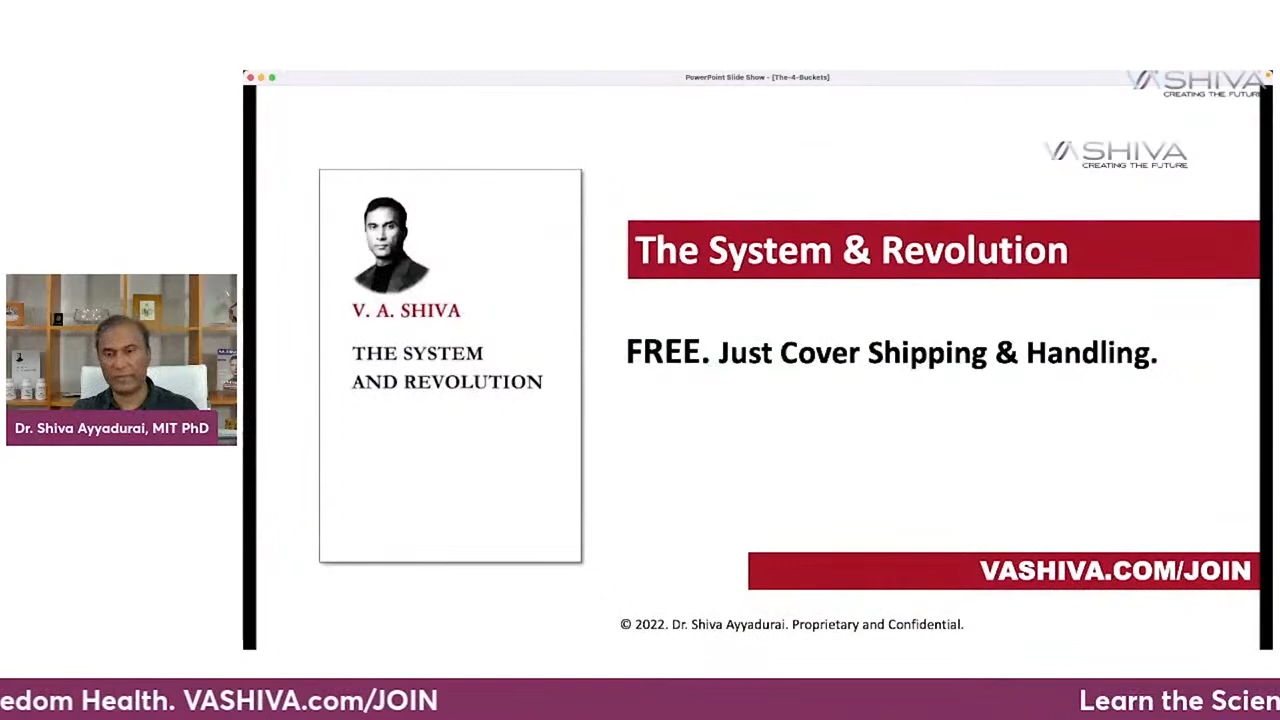 PowerPoint Slide Show - [The-4-Buckets]
VASHIVA
CREATING THE FUTURE
VASHIVA
CREATING THE FUTURE
The System & Revolution
V. A. SHIVA
THE SYSTEM
AND REVOLUTION
FREE. Just Cover Shipping & Handling.
Dr. Shiva Ayyadurai, MIT PhD
VASHIVA.COM/JOIN
© 2022. Dr. Shiva Ayyadurai. Proprietary and Confidential.
edom Health. VASHIVA.com/JOIN
Learn the Scien